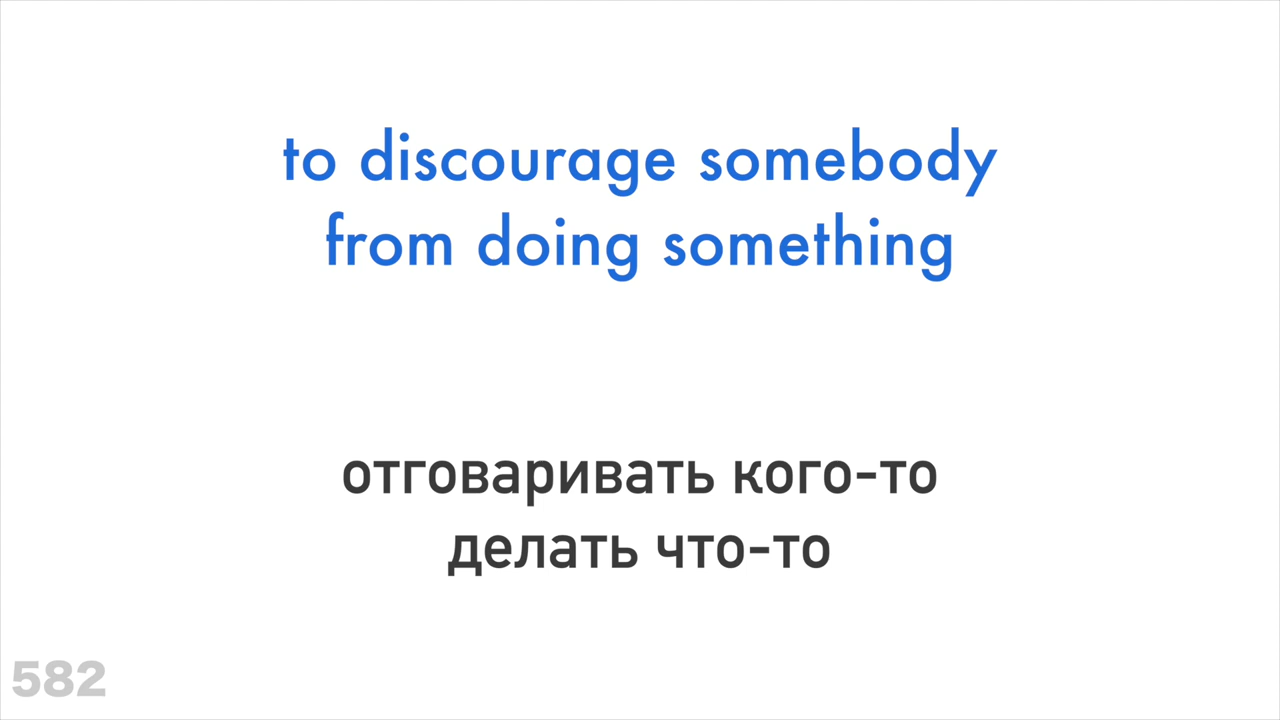 to discourage somebody
from doing something
отговаривать кого-то
делать что-то
582